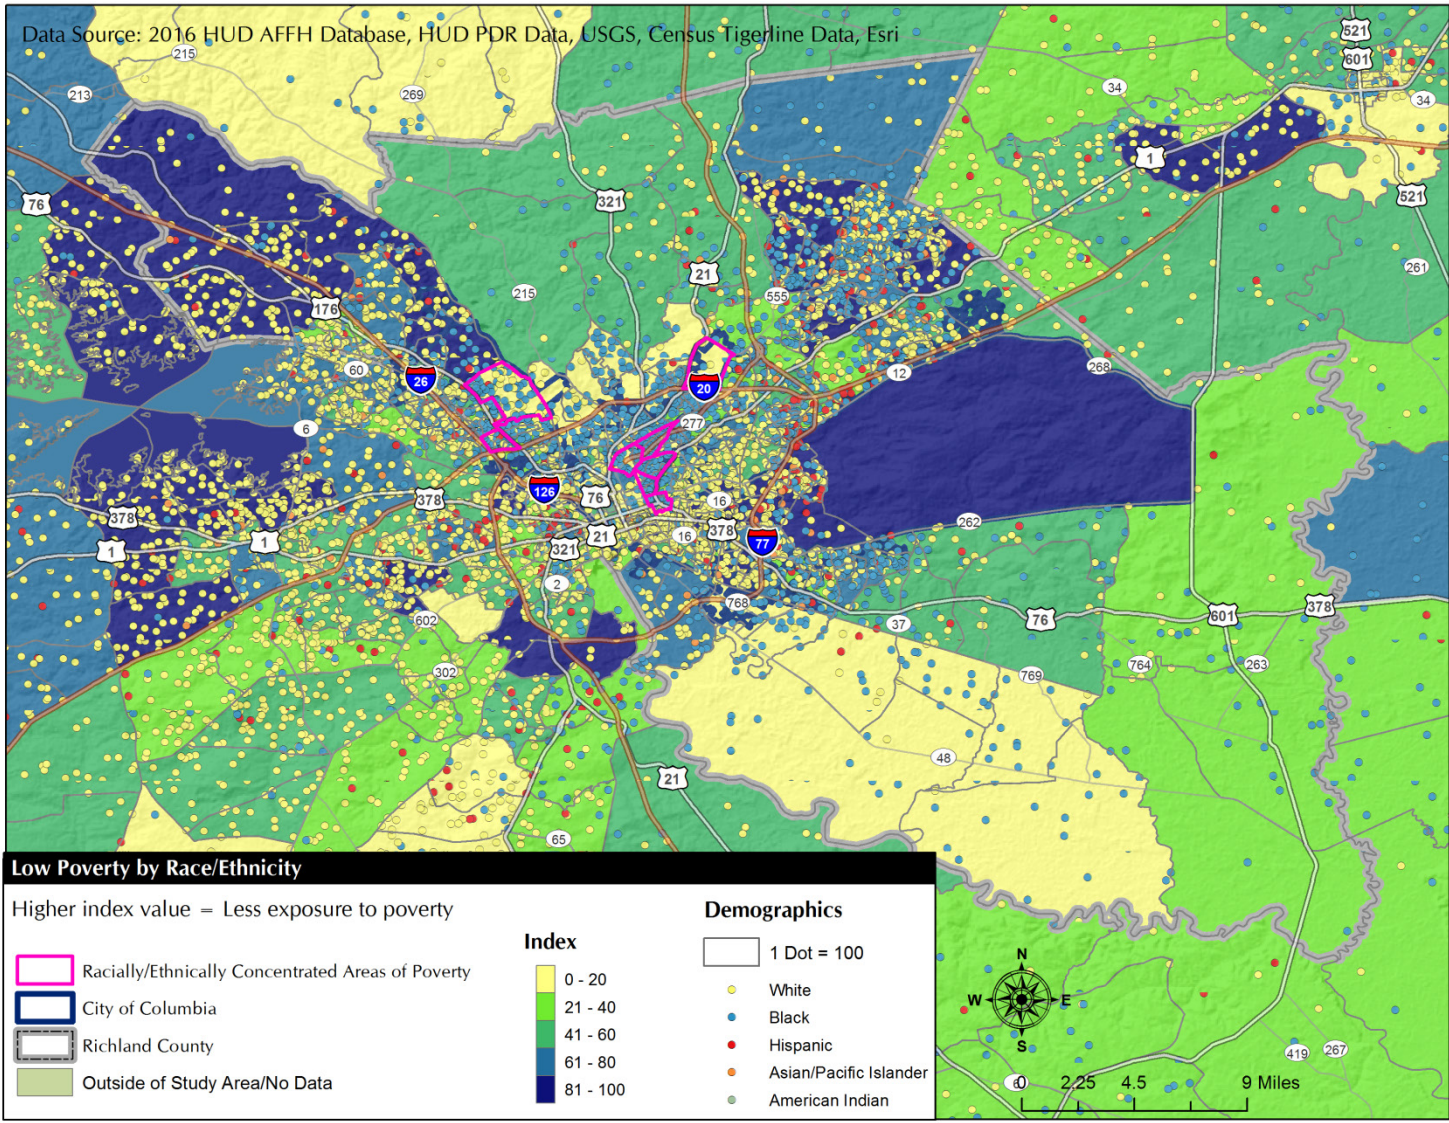 Data Source: 2016 HUD AFFH Database, HUD PDR Data, USGS, Census Tigerline Data, Esri
521
601
215
213
269
34
34
1
76
321
521
21
261
555
215
176
60
26
20
12
268
277
6
126
76
16
378
378
378
16
262
1
1
21
321
77
2
768
602
37
76
601
378
302
764
263
769
48
21
65
Low Poverty by Race/Ethnicity
Higher index value = Less exposure to poverty
Racially/Ethnically Concentrated Areas of Poverty
City of Columbia
Richland County
Outside of Study Area/No Data
Index
0 - 20
21 - 40
41 - 60
61 - 80
81 - 100
Demographics
1 Dot = 100
White
Black
Hispanic
Asian/Pacific Islander
American Indian
N
W
E
S
419
267
0
2.25
4.5
9 Miles